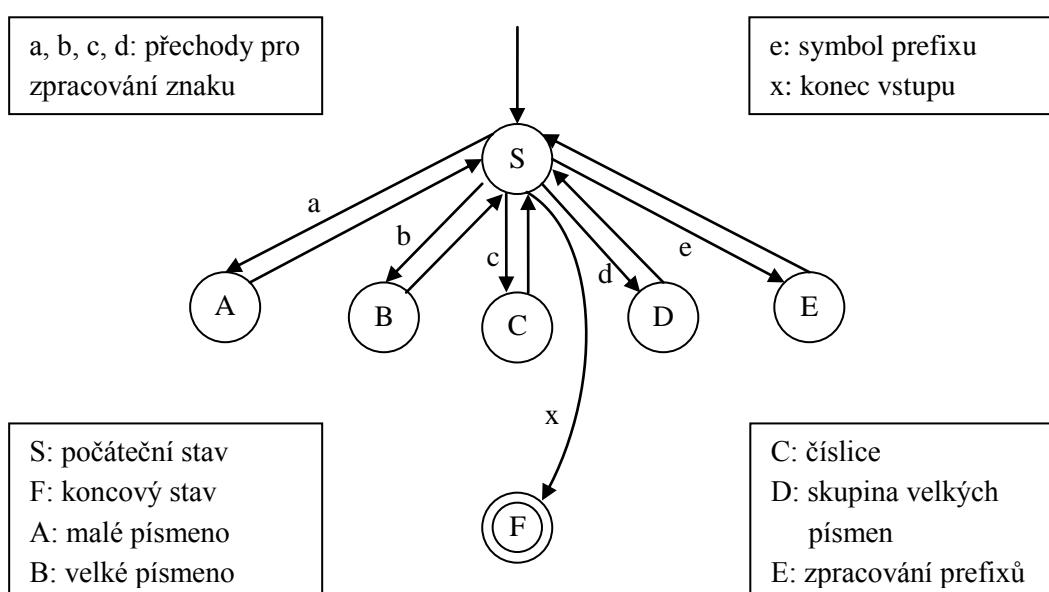 a, b, c, d: přechody pro
zpracování znaku
e: symbol prefixu
x: konec vstupu
S
a
b
c
d
e
A
B
C
D
E
x
F
S: počáteční stav
F: koncový stav
A: malé písmeno
B: velké písmeno
C: číslice
D: skupina velkých
písmen
E: zpracování prefixů